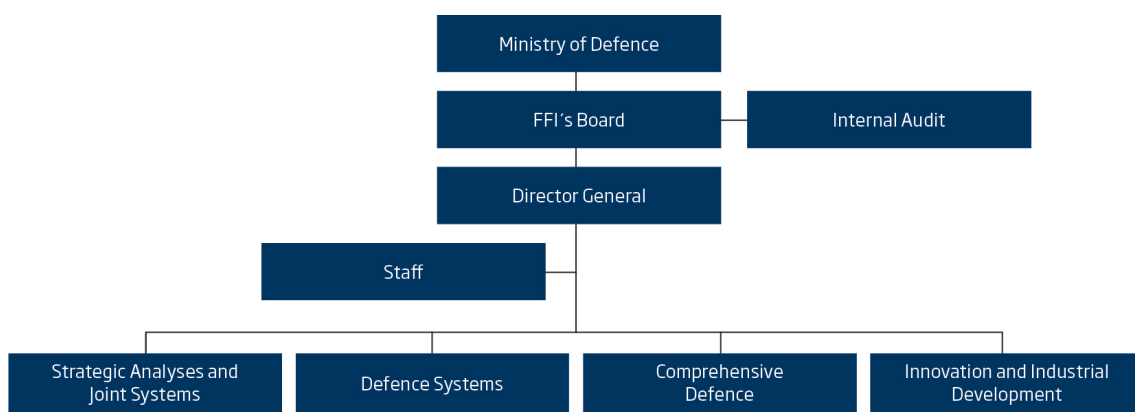 Ministry of Defence
FFI´s Board
Internal Audit
Director General
Staff
Strategic Analyses and
Joint Systems
Defence Systems
Comprehensive
Defence
Innovation and Industrial
Development